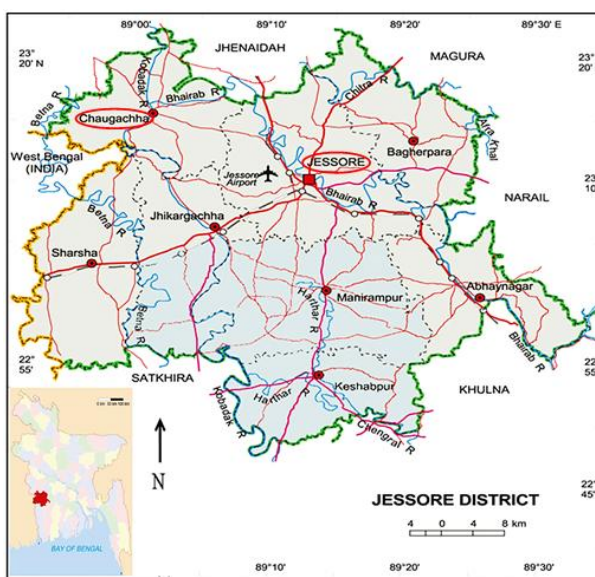 89°00' 89°10' 89°20' 89°30' E
JHENAIDAH
MAGURA
23°
20' N
23°
20'
Kobadak R
Bhairab R
Chitra R
Betna R
Chaugachha
Afra Khal
West Bengal
(INDIA)
Jessore
Airport
JESSORE
Bagherpara
23°
10'
Bhairab R
NARAIL
Betna R
Jhikargachha
Sharsha
Abhaynagar
Harihar R
Manirampur
Betna R
Bhairab R
22°
55'
22°
55'
SATKHIRA
Keshabpur
KHULNA
Kobadak R
Harihar R
Chengral R
N
22°
45'
JESSORE DISTRICT
4 0 4 8 km
BAY OF BENGAL
89°10' 89°20' 89°30'